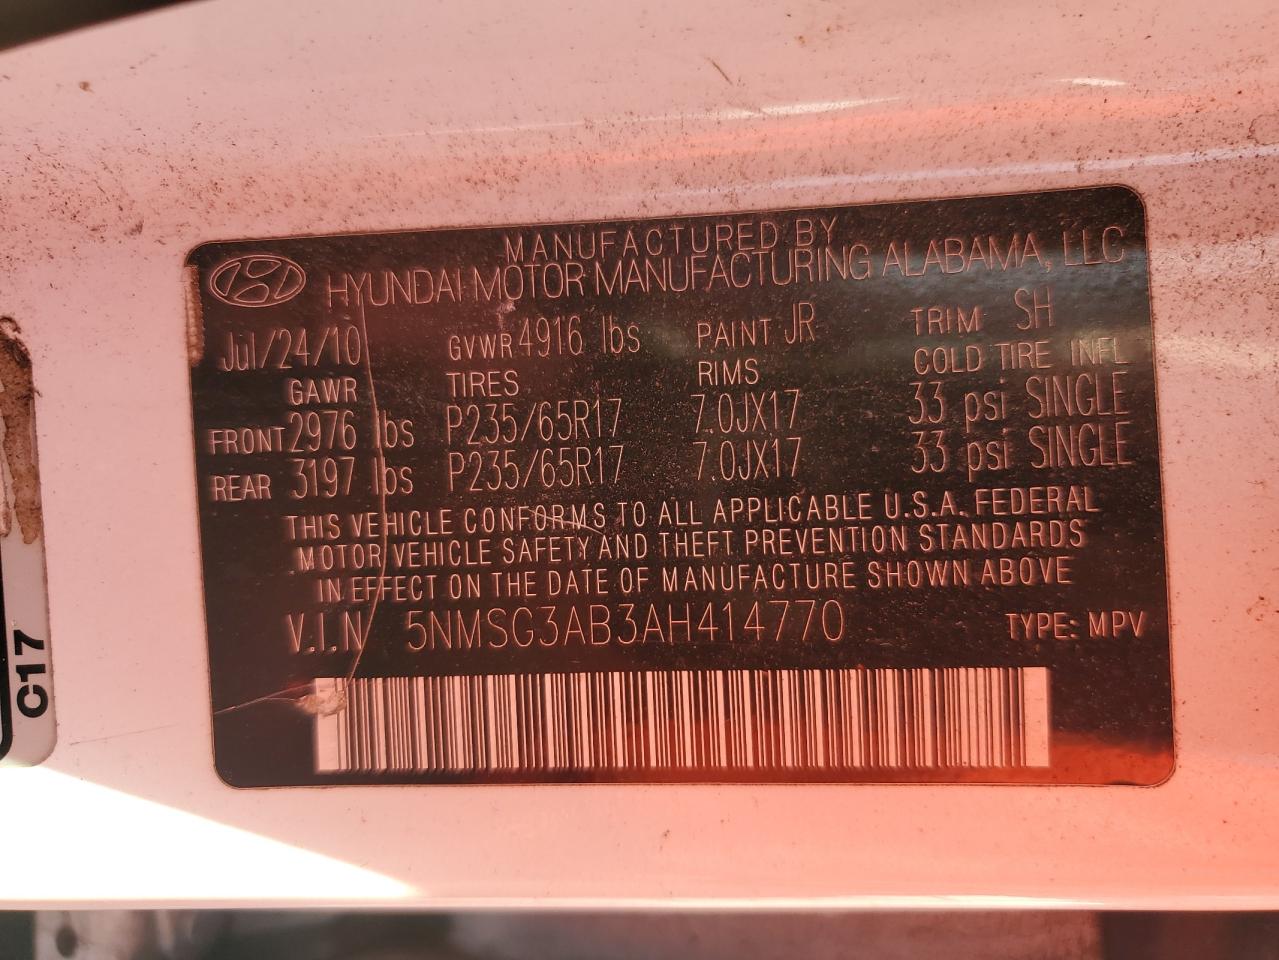 MANUFACTURED BY
HYUNDAI MOTOR MANUFACTURING ALABAMA, LLC
Jul/24/10 GVWR 4916 lbs PAINT JR TRIM SH
GAWR TIRES RIMS COLD TIRE INFL
FRONT 2976 lbs P235/65R17 7.0JX17 33 psi SINGLE
REAR 3197 lbs P235/65R17 7.0JX17 33 psi SINGLE
THIS VEHICLE CONFORMS TO ALL APPLICABLE U.S.A. FEDERAL
MOTOR VEHICLE SAFETY AND THEFT PREVENTION STANDARDS
IN EFFECT ON THE DATE OF MANUFACTURE SHOWN ABOVE
V.I.N 5NMSG3AB3AH414770 TYPE: MPV
C17